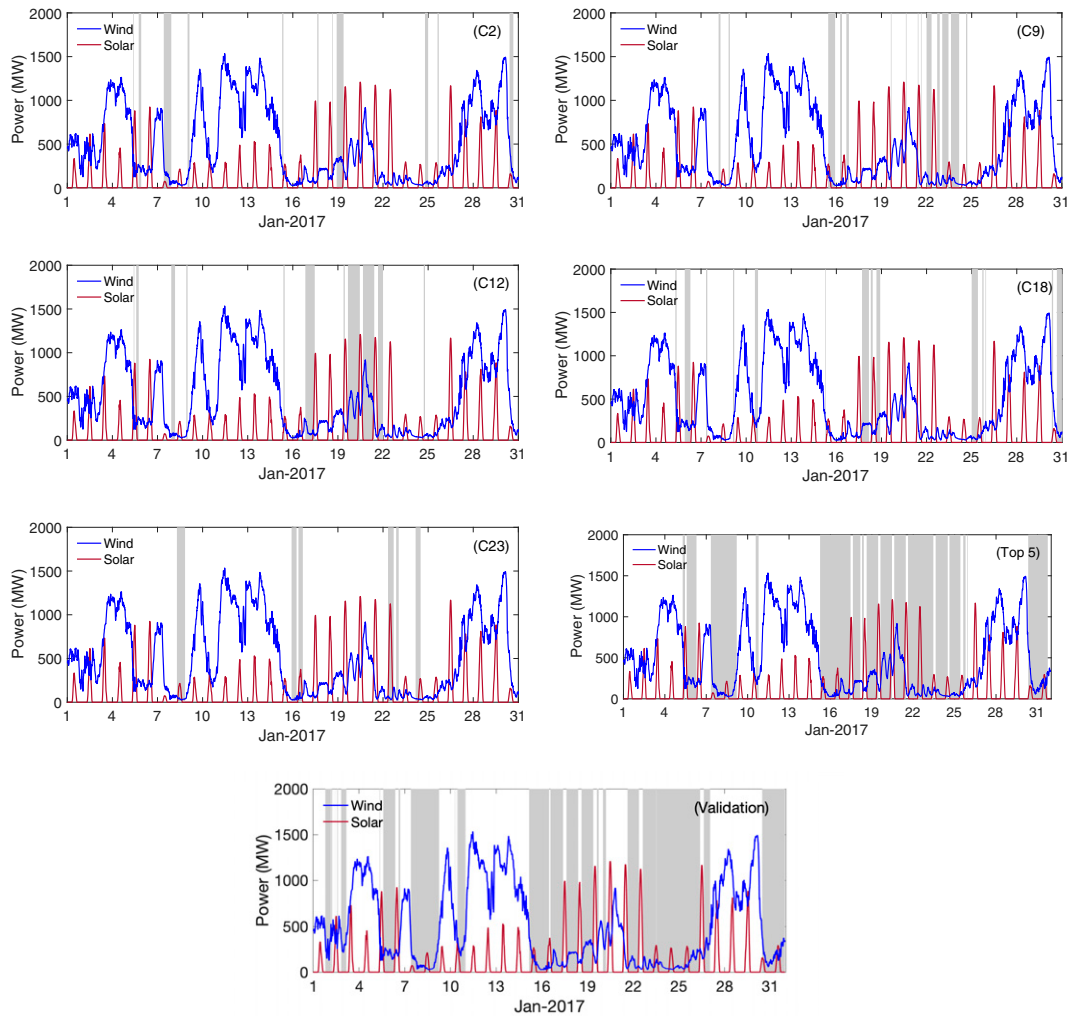 2000
1500
1000
500
0
Power (MW)
Wind
Solar
(C2)
1 4 7 10 13 16 19 22 25 28 31
Jan-2017
2000
1500
1000
500
0
Power (MW)
Wind
Solar
(C9)
1 4 7 10 13 16 19 22 25 28 31
Jan-2017
2000
1500
1000
500
0
Power (MW)
Wind
Solar
(C12)
1 4 7 10 13 16 19 22 25 28 31
Jan-2017
2000
1500
1000
500
0
Power (MW)
Wind
Solar
(C18)
1 4 7 10 13 16 19 22 25 28 31
Jan-2017
2000
1500
1000
500
0
Power (MW)
Wind
Solar
(C23)
1 4 7 10 13 16 19 22 25 28 31
Jan-2017
2000
1500
1000
500
0
Power (MW)
Wind
Solar
(Top 5)
1 4 7 10 13 16 19 22 25 28 31
Jan-2017
2000
1500
1000
500
0
Power (MW)
Wind
Solar
(Validation)
1 4 7 10 13 16 19 22 25 28 31
Jan-2017